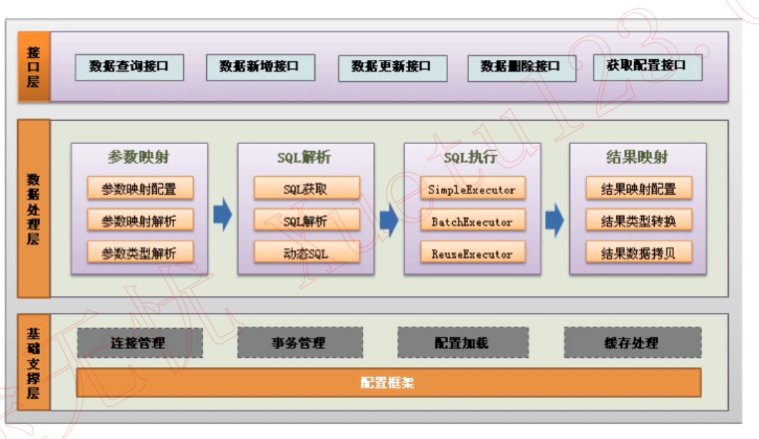 接口层
数据查询接口 数据新增接口 数据更新接口 数据删除接口 获取配置接口
数据处理层
参数映射
参数映射配置
参数映射解析
参数类型解析
SQL解析
SQL获取
SQL解析
动态SQL
SQL执行
SimpleExecutor
BatchExecutor
ReuseExecutor
结果映射
结果映射配置
结果类型转换
结果数据拷贝
基础支撑层
连接管理 事务管理 配置加载 缓存处理
配置框架